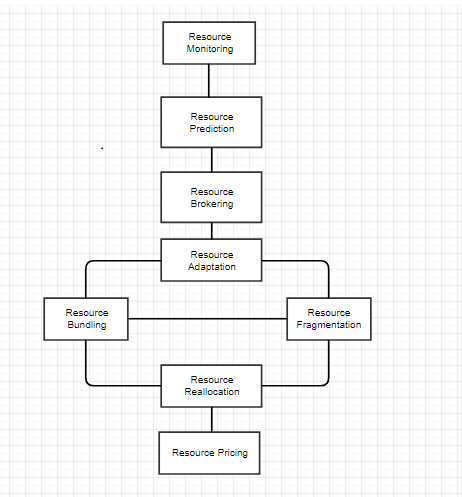 Resource
Monitoring
Resource
Prediction
Resource
Brokering
Resource
Adaptation
Resource
Bundling
Resource
Fragmentation
Resource
Reallocation
Resource Pricing